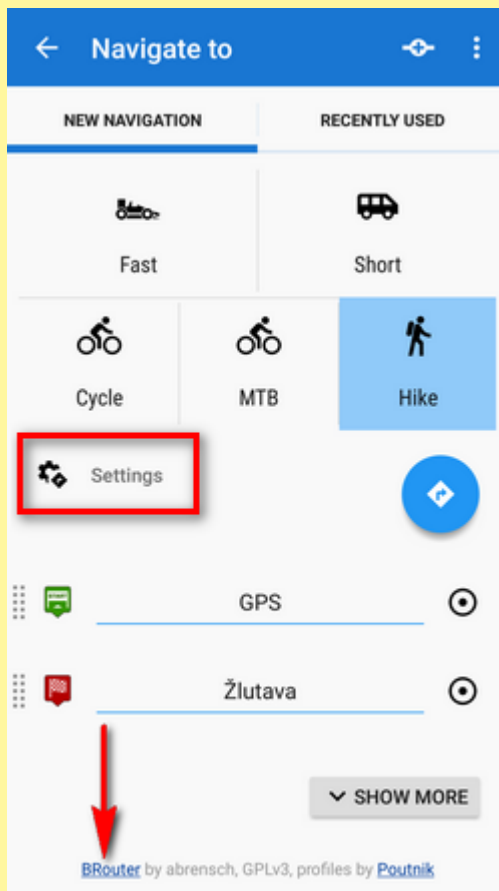 Navigate to
NEW NAVIGATION RECENTLY USED
Fast Short
Cycle MTB Hike
Settings
START
GPS
Žlutava
SHOW MORE
BRouter by abrensch, GPLv3, profiles by Poutnik